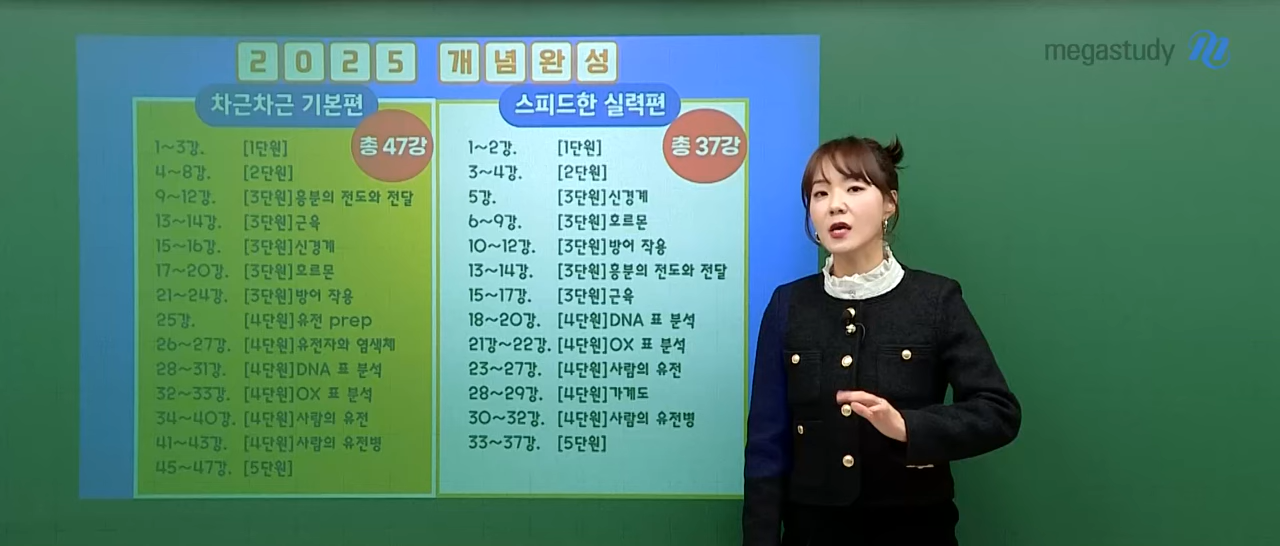 2025 개념완성
megastudy
차근차근 기본편
총 47강
1~3강. [1단원]
4~8강. [2단원]
9~12강. [3단원]흥분의 전도와 전달
13~14강. [3단원]근육
15~16강. [3단원]신경계
17~20강. [3단원]호르몬
21~24강. [3단원]방어 작용
25강. [4단원]유전 prep
26~27강. [4단원]유전자와 염색체
28~31강. [4단원]DNA 표 분석
32~33강. [4단원]OX 표 분석
34~40강. [4단원]사람의 유전
41~43강. [4단원]사람의 유전병
45~47강. [5단원]
스피드한 실력편
총 37강
1~2강. [1단원]
3~4강. [2단원]
5강. [3단원]신경계
6~9강. [3단원]호르몬
10~12강. [3단원]방어 작용
13~14강. [3단원]흥분의 전도와 전달
15~17강. [3단원]근육
18~20강. [4단원]DNA 표 분석
21강~22강. [4단원]OX 표 분석
23~27강. [4단원]사람의 유전
28~29강. [4단원]가계도
30~32강. [4단원]사람의 유전병
33~37강. [5단원]